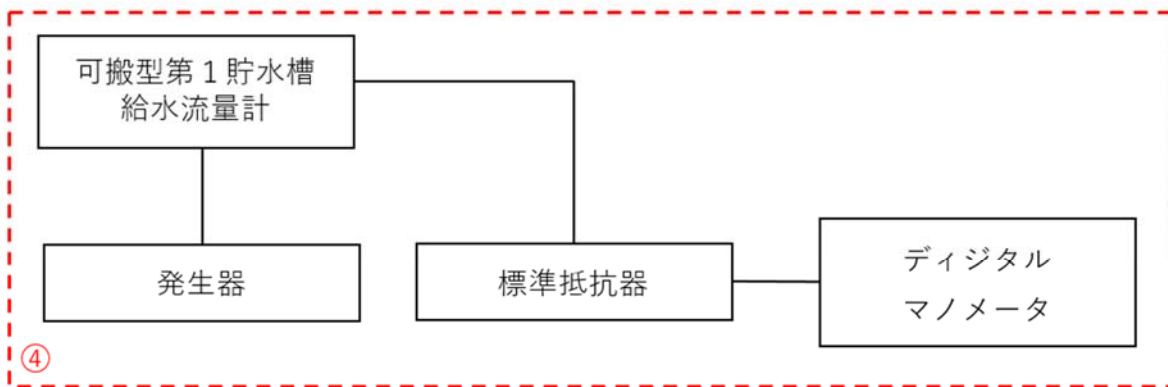 可搬型第１貯水槽
給水流量計
発生器
標準抵抗器
ディジタル
マノメータ
④